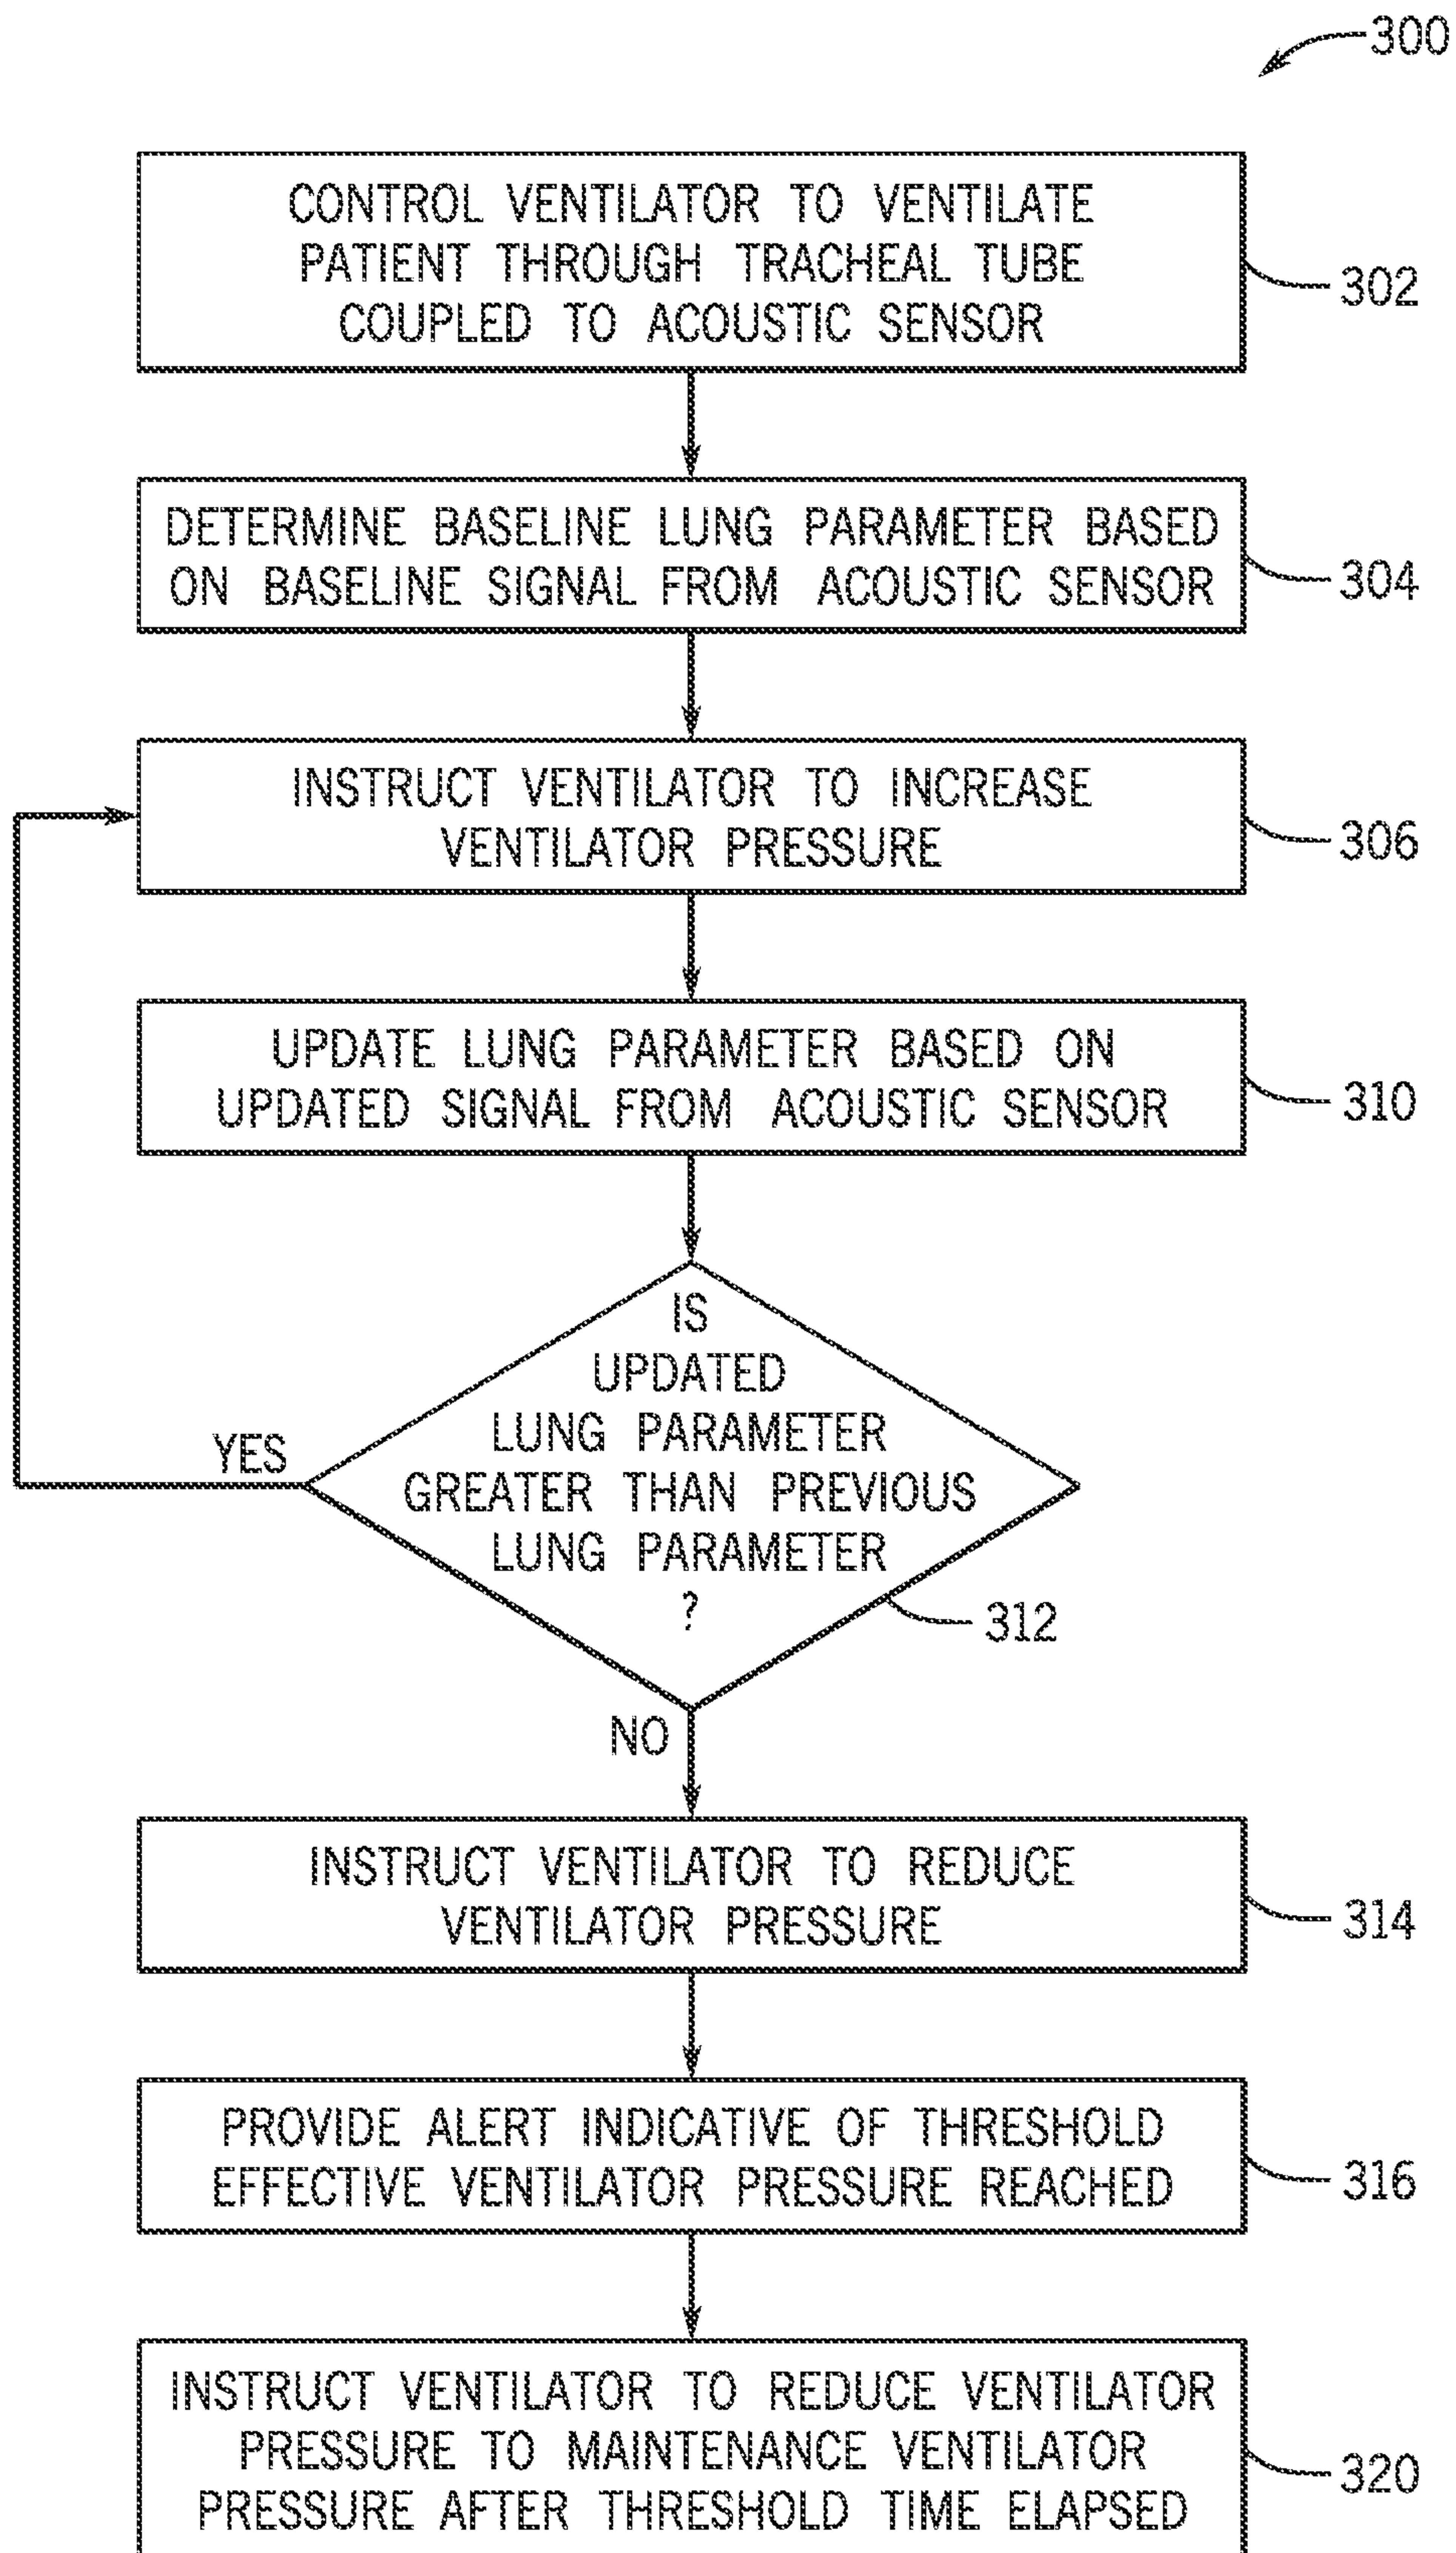 300
CONTROL VENTILATOR TO VENTILATE
PATIENT THROUGH TRACHEAL TUBE
COUPLED TO ACOUSTIC SENSOR
302
DETERMINE BASELINE LUNG PARAMETER BASED
ON BASELINE SIGNAL FROM ACOUSTIC SENSOR
304
INSTRUCT VENTILATOR TO INCREASE
VENTILATOR PRESSURE
306
UPDATE LUNG PARAMETER BASED ON
UPDATED SIGNAL FROM ACOUSTIC SENSOR
310
IS
UPDATED
LUNG PARAMETER
GREATER THAN PREVIOUS
LUNG PARAMETER
?
YES
312
NO
INSTRUCT VENTILATOR TO REDUCE
VENTILATOR PRESSURE
314
PROVIDE ALERT INDICATIVE OF THRESHOLD
EFFECTIVE VENTILATOR PRESSURE REACHED
316
INSTRUCT VENTILATOR TO REDUCE VENTILATOR
PRESSURE TO MAINTENANCE VENTILATOR
PRESSURE AFTER THRESHOLD TIME ELAPSED
320